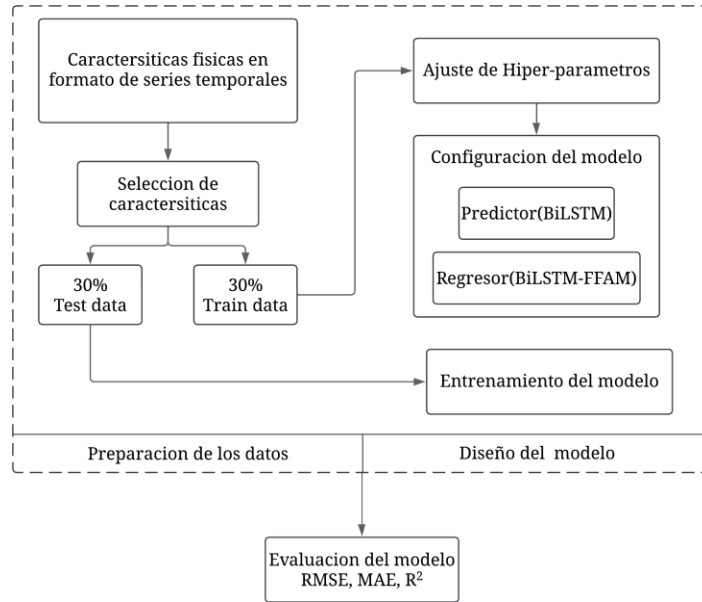 Caractersiticas fisicas en
formato de series temporales
Seleccion de
caractersiticas
30%
Test data
30%
Train data
Ajuste de Hiper-parametros
Configuracion del modelo
Predictor(BiLSTM)
Regresor(BiLSTM-FFAM)
Entrenamiento del modelo
Preparacion de los datos
Diseño del modelo
Evaluacion del modelo
RMSE, MAE, R²